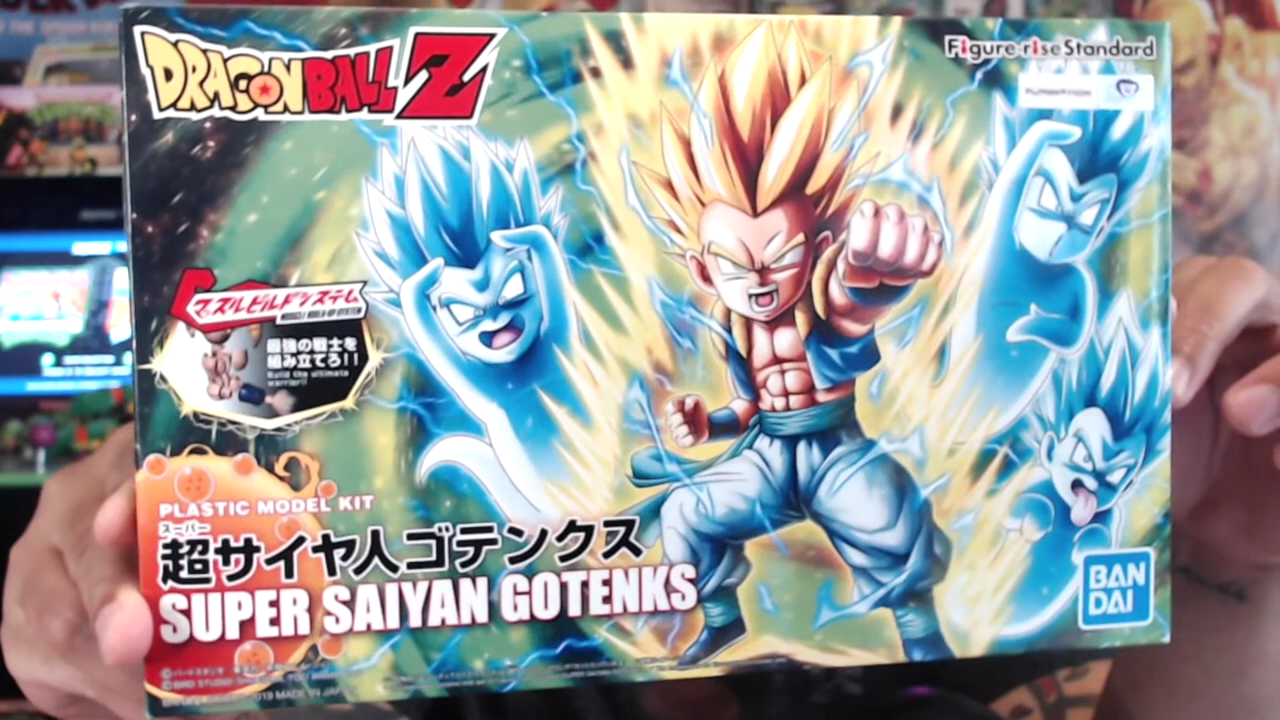 DRAGONBALL Z
Figure-rise Standard
FUNIMATION
マッスルビルドシステム
MUSCLE BUILD-UP SYSTEM
最強の戦士を
組み立てろ!!
Build the ultimate
warrior!!
PLASTIC MODEL KIT
スーパー
超サイヤ人ゴテンクス
SUPER SAIYAN GOTENKS
BAN
DAI
MADE IN JAPAN